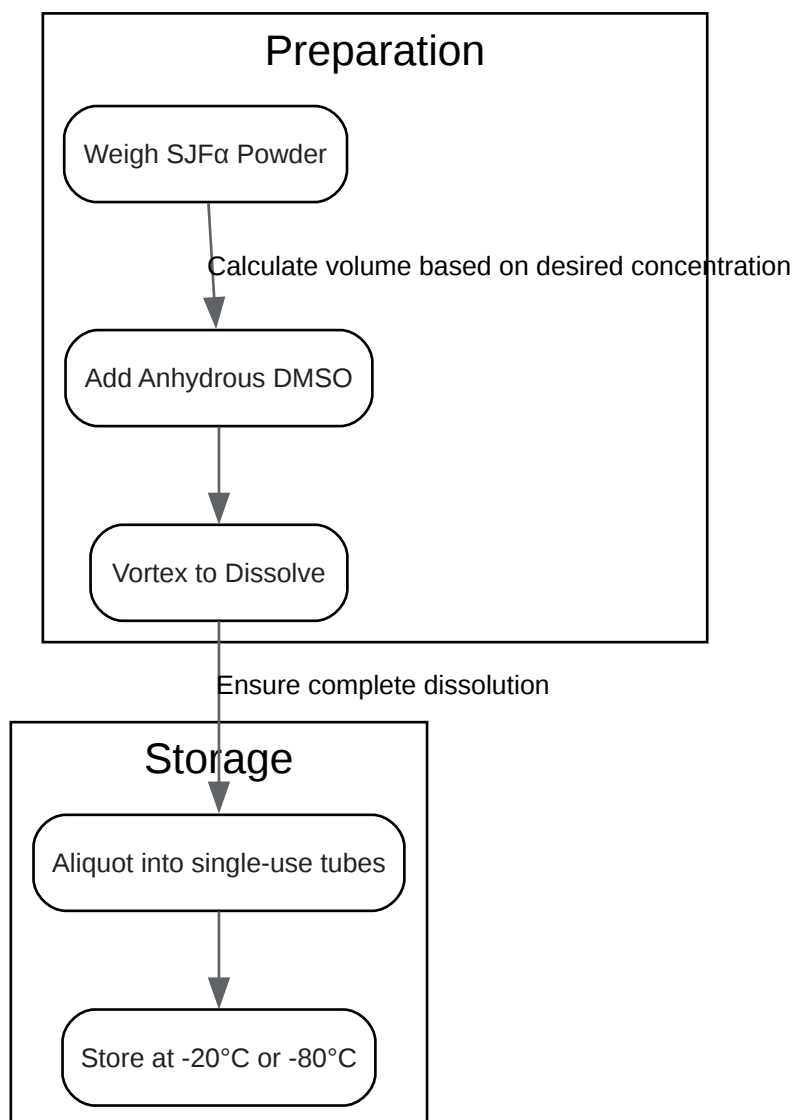 Preparation
Weigh SJFα Powder
Calculate volume based on desired concentration
Add Anhydrous DMSO
Vortex to Dissolve
Ensure complete dissolution
Storage
Aliquot into single-use tubes
Store at -20°C or -80°C